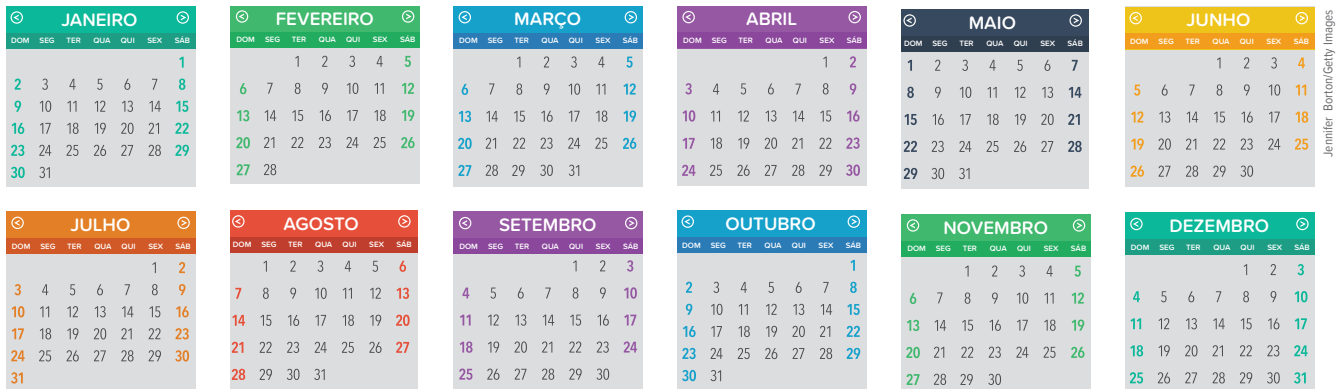 JANEIRO
DOM SEG TER QUA QUI SEX SÁB
1
2 3 4 5 6 7 8
9 10 11 12 13 14 15
16 17 18 19 20 21 22
23 24 25 26 27 28 29
30 31
FEVEREIRO
DOM SEG TER QUA QUI SEX SÁB
1 2 3 4 5
6 7 8 9 10 11 12
13 14 15 16 17 18 19
20 21 22 23 24 25 26
27 28
MARÇO
DOM SEG TER QUA QUI SEX SÁB
1 2 3 4 5
6 7 8 9 10 11 12
13 14 15 16 17 18 19
20 21 22 23 24 25 26
27 28 29 30 31
ABRIL
DOM SEG TER QUA QUI SEX SÁB
1 2
3 4 5 6 7 8 9
10 11 12 13 14 15 16
17 18 19 20 21 22 23
24 25 26 27 28 29 30
MAIO
DOM SEG TER QUA QUI SEX SÁB
1 2 3 4 5 6 7
8 9 10 11 12 13 14
15 16 17 18 19 20 21
22 23 24 25 26 27 28
29 30 31
JUNHO
DOM SEG TER QUA QUI SEX SÁB
1 2 3 4
5 6 7 8 9 10 11
12 13 14 15 16 17 18
19 20 21 22 23 24 25
26 27 28 29 30
Jennifer Borton/Getty Images
JULHO
DOM SEG TER QUA QUI SEX SÁB
1 2
3 4 5 6 7 8 9
10 11 12 13 14 15 16
17 18 19 20 21 22 23
24 25 26 27 28 29 30
31
AGOSTO
DOM SEG TER QUA QUI SEX SÁB
1 2 3 4 5 6
7 8 9 10 11 12 13
14 15 16 17 18 19 20
21 22 23 24 25 26 27
28 29 30 31
SETEMBRO
DOM SEG TER QUA QUI SEX SÁB
1 2 3
4 5 6 7 8 9 10
11 12 13 14 15 16 17
18 19 20 21 22 23 24
25 26 27 28 29 30
OUTUBRO
DOM SEG TER QUA QUI SEX SÁB
1
2 3 4 5 6 7 8
9 10 11 12 13 14 15
16 17 18 19 20 21 22
23 24 25 26 27 28 29
30 31
NOVEMBRO
DOM SEG TER QUA QUI SEX SÁB
1 2 3 4 5
6 7 8 9 10 11 12
13 14 15 16 17 18 19
20 21 22 23 24 25 26
27 28 29 30
DEZEMBRO
DOM SEG TER QUA QUI SEX SÁB
1 2 3
4 5 6 7 8 9 10
11 12 13 14 15 16 17
18 19 20 21 22 23 24
25 26 27 28 29 30 31